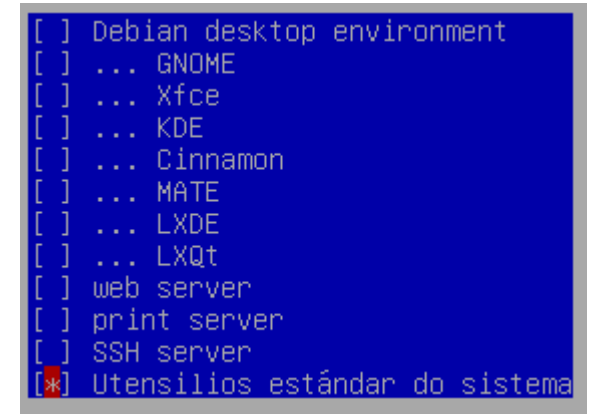 [ ] Debian desktop environment
[ ] ... GNOME
[ ] ... Xfce
[ ] ... KDE
[ ] ... Cinnamon
[ ] ... MATE
[ ] ... LXDE
[ ] ... LXQt
[ ] web server
[ ] print server
[ ] SSH server
[*] Utensilios estándar do sistema